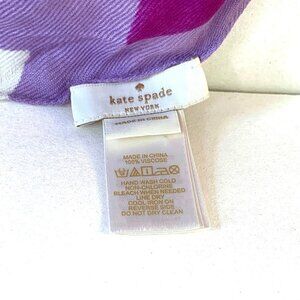 kate spade
NEW YORK
MADE IN CHINA
MADE IN CHINA
100% VISCOSE
HAND WASH COLD
NON-CHLORINE
BLEACH WHEN NEEDED
LINE DRY
COOL IRON ON
REVERSE SIDE
DO NOT DRY CLEAN